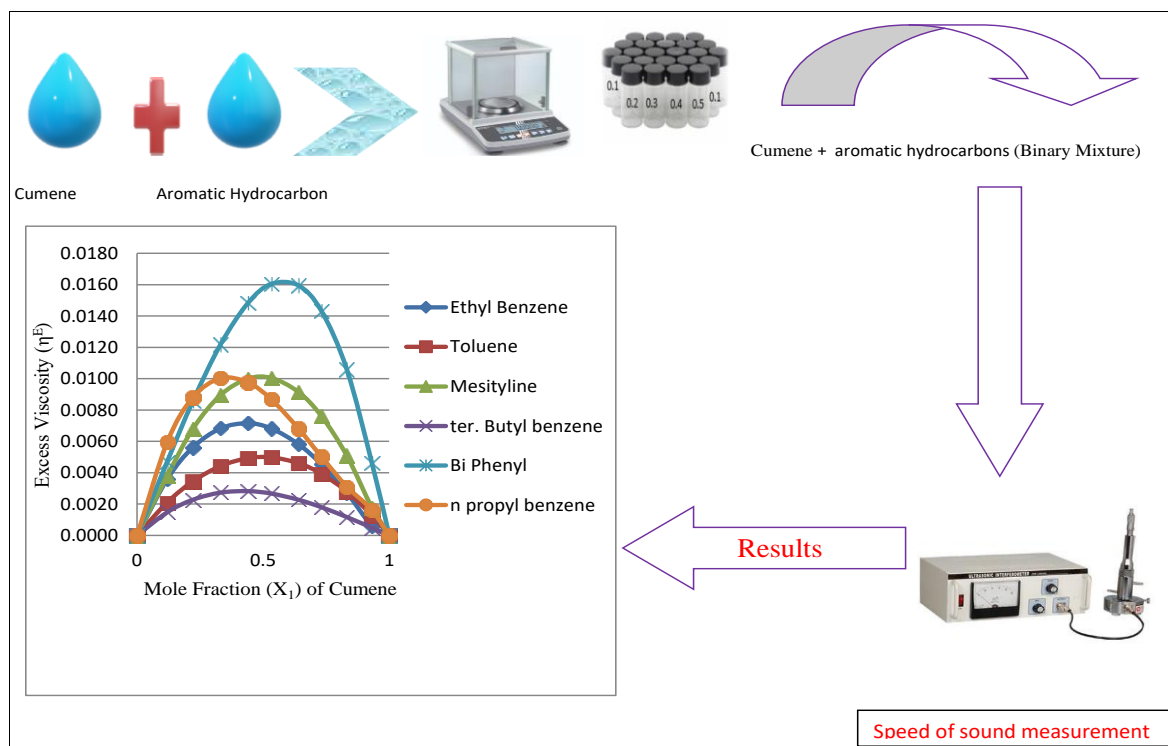 0.1
0.2 0.3 0.4 0.5 0.1
Cumene + aromatic hydrocarbons (Binary Mixture)
Cumene Aromatic Hydrocarbon
Excess Viscosity (η^E)
0.0180
0.0160
0.0140
0.0120
0.0100
0.0080
0.0060
0.0040
0.0020
0.0000
0 0.5 1
Mole Fraction (X₁) of Cumene
Ethyl Benzene
Toluene
Mesityline
ter. Butyl benzene
Bi Phenyl
n propyl benzene
Results
ULTRASONIC INTERFEROMETER
Speed of sound measurement